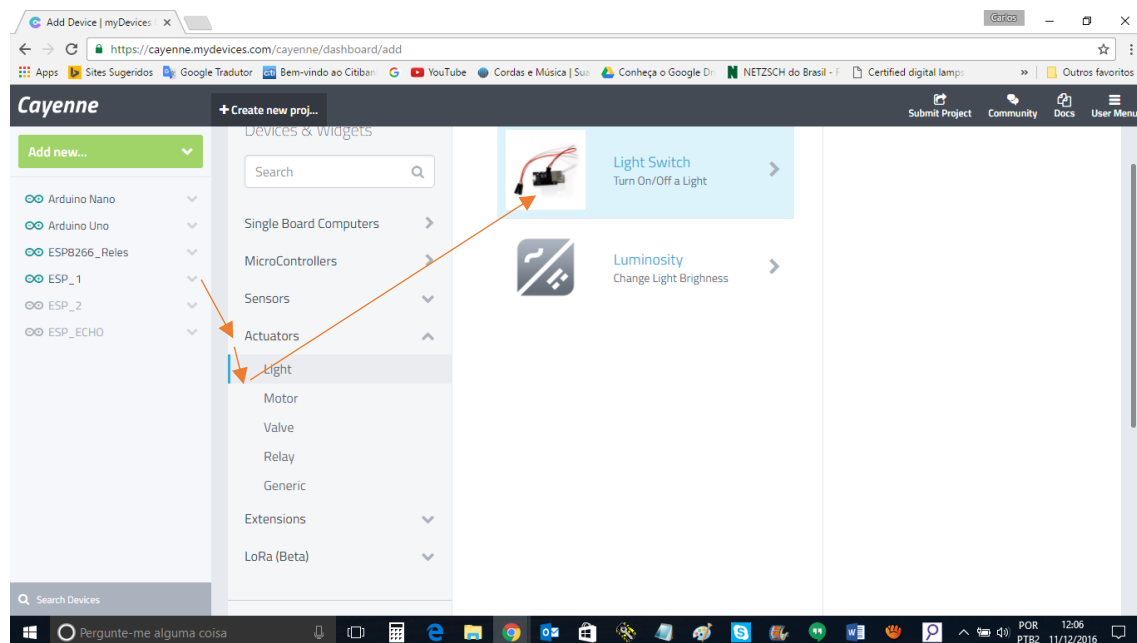 Add Device | myDevices
Carlos
https://cayenne.mydevices.com/cayenne/dashboard/add
Apps Sites Sugeridos Google Tradutor citi Bem-vindo ao Citiban G YouTube Cordas e Música | Sua Conheça o Google Dr NETZSCH do Brasil - F Certified digital lamps » Outros favoritos
Cayenne
+ Create new proj...
Submit Project Community Docs User Menu
Add new...
Arduino Nano
Arduino Uno
ESP8266_Reles
ESP_1
ESP_2
ESP_ECHO
Search Devices
Devices & Widgets
Search
Single Board Computers
MicroControllers
Sensors
Actuators
Light
Motor
Valve
Relay
Generic
Extensions
LoRa (Beta)
Light Switch
Turn On/Off a Light
Luminosity
Change Light Brighness
Pergunte-me alguma coisa
POR 12:06
PTB2 11/12/2016